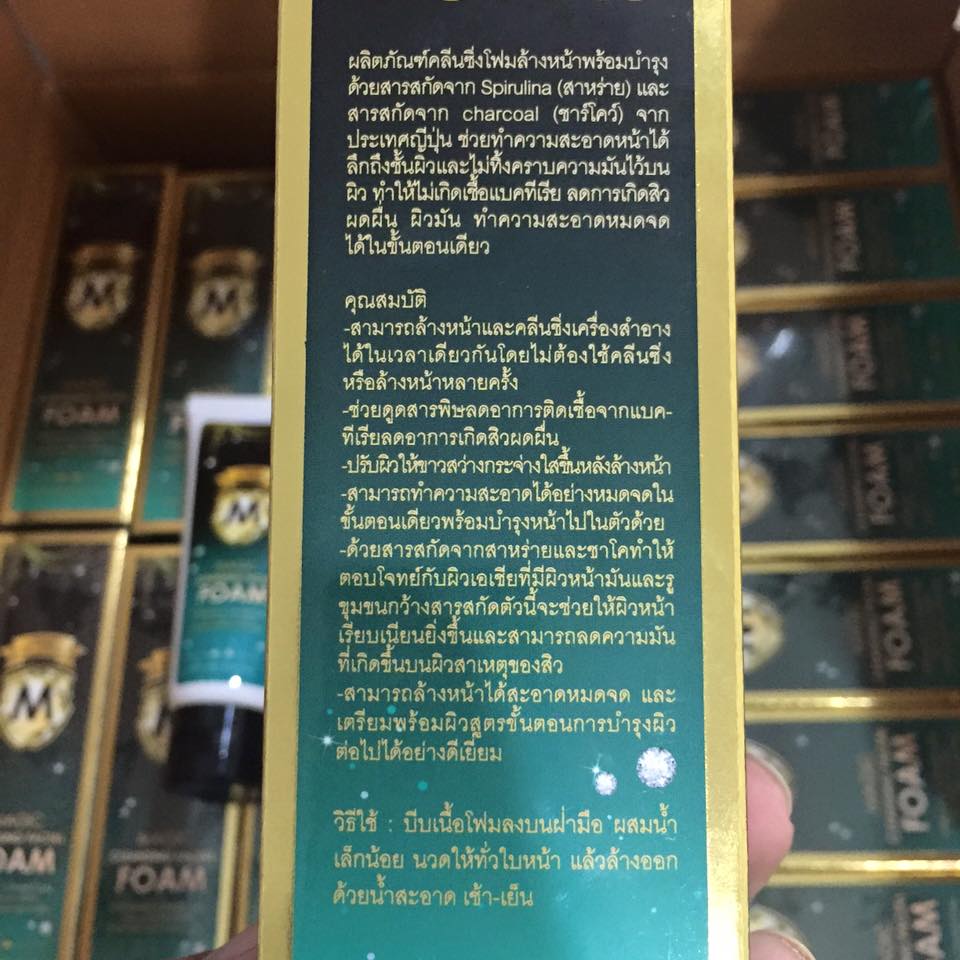 ผลิตภัณฑ์คลีนซิ่งโฟมล้างหน้าพร้อมบำรุง
ด้วยสารสกัดจาก Spirulina (สาหร่าย) และ
สารสกัดจาก charcoal (ชาร์โคว์) จาก
ประเทศญี่ปุ่น ช่วยทำความสะอาดหน้าได้
ลึกถึงชั้นผิวและไม่ทิ้งคราบความมันไว้บน
ผิว ทำให้ไม่เกิดเชื้อแบคทีเรีย ลดการเกิดสิว
ผดผื่น ผิวมัน ทำความสะอาดหมดจด
ได้ในขั้นตอนเดียว
คุณสมบัติ
-สามารถล้างหน้าและคลีนซิ่งเครื่องสำอาง
ได้ในเวลาเดียวกันโดยไม่ต้องใช้คลีนซิ่ง
หรือล้างหน้าหลายครั้ง
-ช่วยดูดสารพิษลดอาการติดเชื้อจากแบค-
ทีเรียลดอาการเกิดสิวผดผื่น
-ปรับผิวให้ขาวสว่างกระจ่างใสขึ้นหลังล้างหน้า
-สามารถทำความสะอาดได้อย่างหมดจดใน
ขั้นตอนเดียวพร้อมบำรุงหน้าไปในตัวด้วย
-ด้วยสารสกัดจากสาหร่ายและชาโคทำให้
ตอบโจทย์กับผิวเอเชียที่มีผิวหน้ามันและรู
ขุมขนกว้างสารสกัดตัวนี้จะช่วยให้ผิวหน้า
เรียบเนียนยิ่งขึ้นและสามารถลดความมัน
ที่เกิดขึ้นบนผิวสาเหตุของสิว
-สามารถล้างหน้าได้สะอาดหมดจด และ
เตรียมพร้อมผิวสูตรขั้นตอนการบำรุงผิว
ต่อไปได้อย่างดีเยี่ยม
วิธีใช้ : บีบเนื้อโฟมลงบนฝ่ามือ ผสมน้ำ
เล็กน้อย นวดให้ทั่วใบหน้า แล้วล้างออก
ด้วยน้ำสะอาด เช้า-เย็น
M
FOAM
M
M
FOAM
M
FOAM
FOAM
FOAM
FOAM
FOAM
FOAM
FOAM